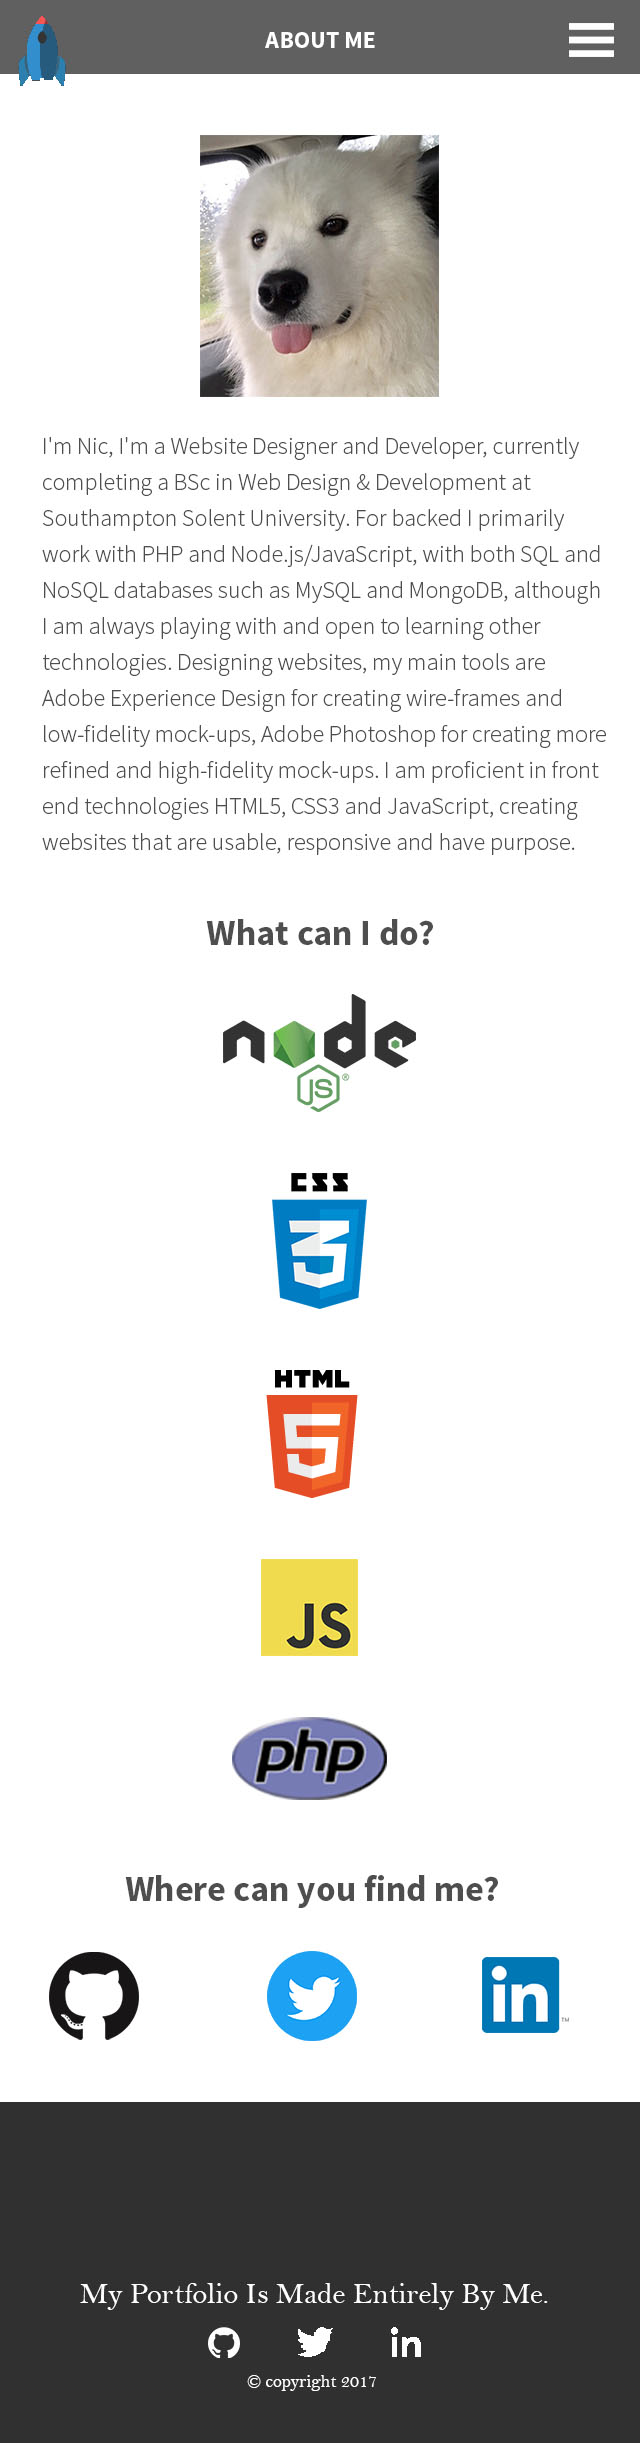 ABOUT ME
I'm Nic, I'm a Website Designer and Developer, currently
completing a BSc in Web Design & Development at
Southampton Solent University. For backed I primarily
work with PHP and Node.js/JavaScript, with both SQL and
NoSQL databases such as MySQL and MongoDB, although
I am always playing with and open to learning other
technologies. Designing websites, my main tools are
Adobe Experience Design for creating wire-frames and
low-fidelity mock-ups, Adobe Photoshop for creating more
refined and high-fidelity mock-ups. I am proficient in front
end technologies HTML5, CSS3 and JavaScript, creating
websites that are usable, responsive and have purpose.
What can I do?
node
JS®
CSS
3
HTML
5
JS
php
Where can you find me?
in™
My Portfolio Is Made Entirely By Me.
in
© copyright 2017